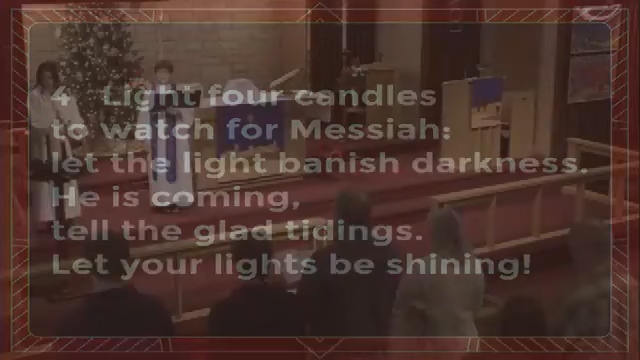 4 Light four candles
to watch for Messiah:
let the light banish darkness.
He is coming,
tell the glad tidings.
Let your lights be shining!